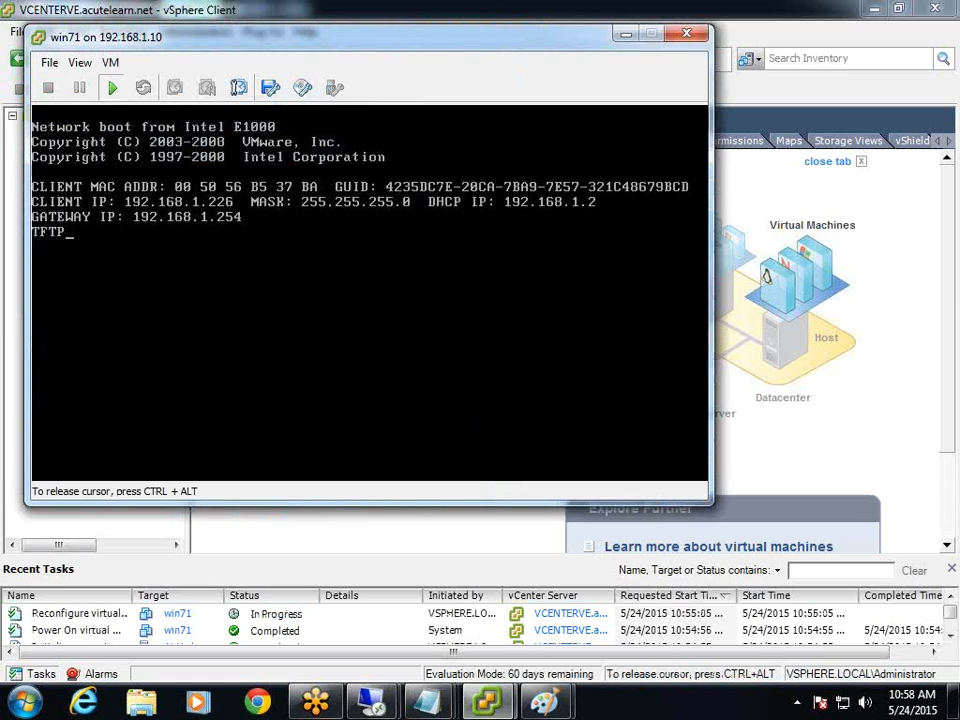 VCENTERVE.acutelearn.net - vSphere Client
win71 on 192.168.1.10
File View VM
Search Inventory
Network boot from Intel E1000
Copyright (C) 2003-2008 VMware, Inc.
Copyright (C) 1997-2000 Intel Corporation
CLIENT MAC ADDR: 00 50 56 B5 37 BA GUID: 4235DC7E-20CA-7BA9-7E57-321C48679BCD
CLIENT IP: 192.168.1.226 MASK: 255.255.255.0 DHCP IP: 192.168.1.2
GATEWAY IP: 192.168.1.254
TFTP_
To release cursor, press CTRL + ALT
ermissions Maps Storage Views vShield
close tab
Virtual Machines
Host
Datacenter
rver
Explore Further
Learn more about virtual machines
Recent Tasks
Name, Target or Status contains: Clear
Name Target Status Details Initiated by vCenter Server Requested Start Ti... Start Time Completed Time
Reconfigure virtual... win71 In Progress VSPHERE.LO... VCENTERVE.a... 5/24/2015 10:55:05 ... 5/24/2015 10:55:05 ...
Power On virtual ... win71 Completed System VCENTERVE.a... 5/24/2015 10:54:56 ... 5/24/2015 10:54:55 ... 5/24/2015 10:54:
Tasks Alarms Evaluation Mode: 60 days remaining To release cursor, press CTRL+ALT VSPHERE.LOCAL\Administrator
10:58 AM
5/24/2015